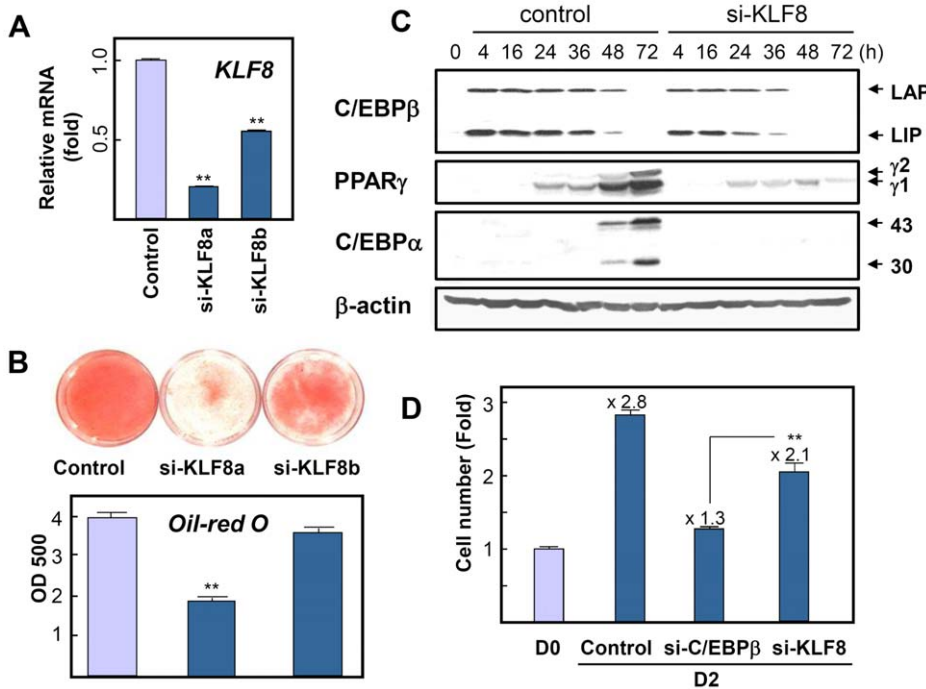 A
KLF8
Relative mRNA
(fold)
1.0
0.5
**
**
Control
si-KLF8a
si-KLF8b
B
Control si-KLF8a si-KLF8b
Oil-red O
OD 500
4
3
2
1
**
C
control si-KLF8
0 4 16 24 36 48 72 4 16 24 36 48 72 (h)
C/EBPβ
LAP
LIP
PPARγ
γ2
γ1
C/EBPα
43
30
β-actin
D
Cell number (Fold)
3
2
1
x 2.8
x 1.3
**
x 2.1
D0 Control si-C/EBPβ si-KLF8
D2